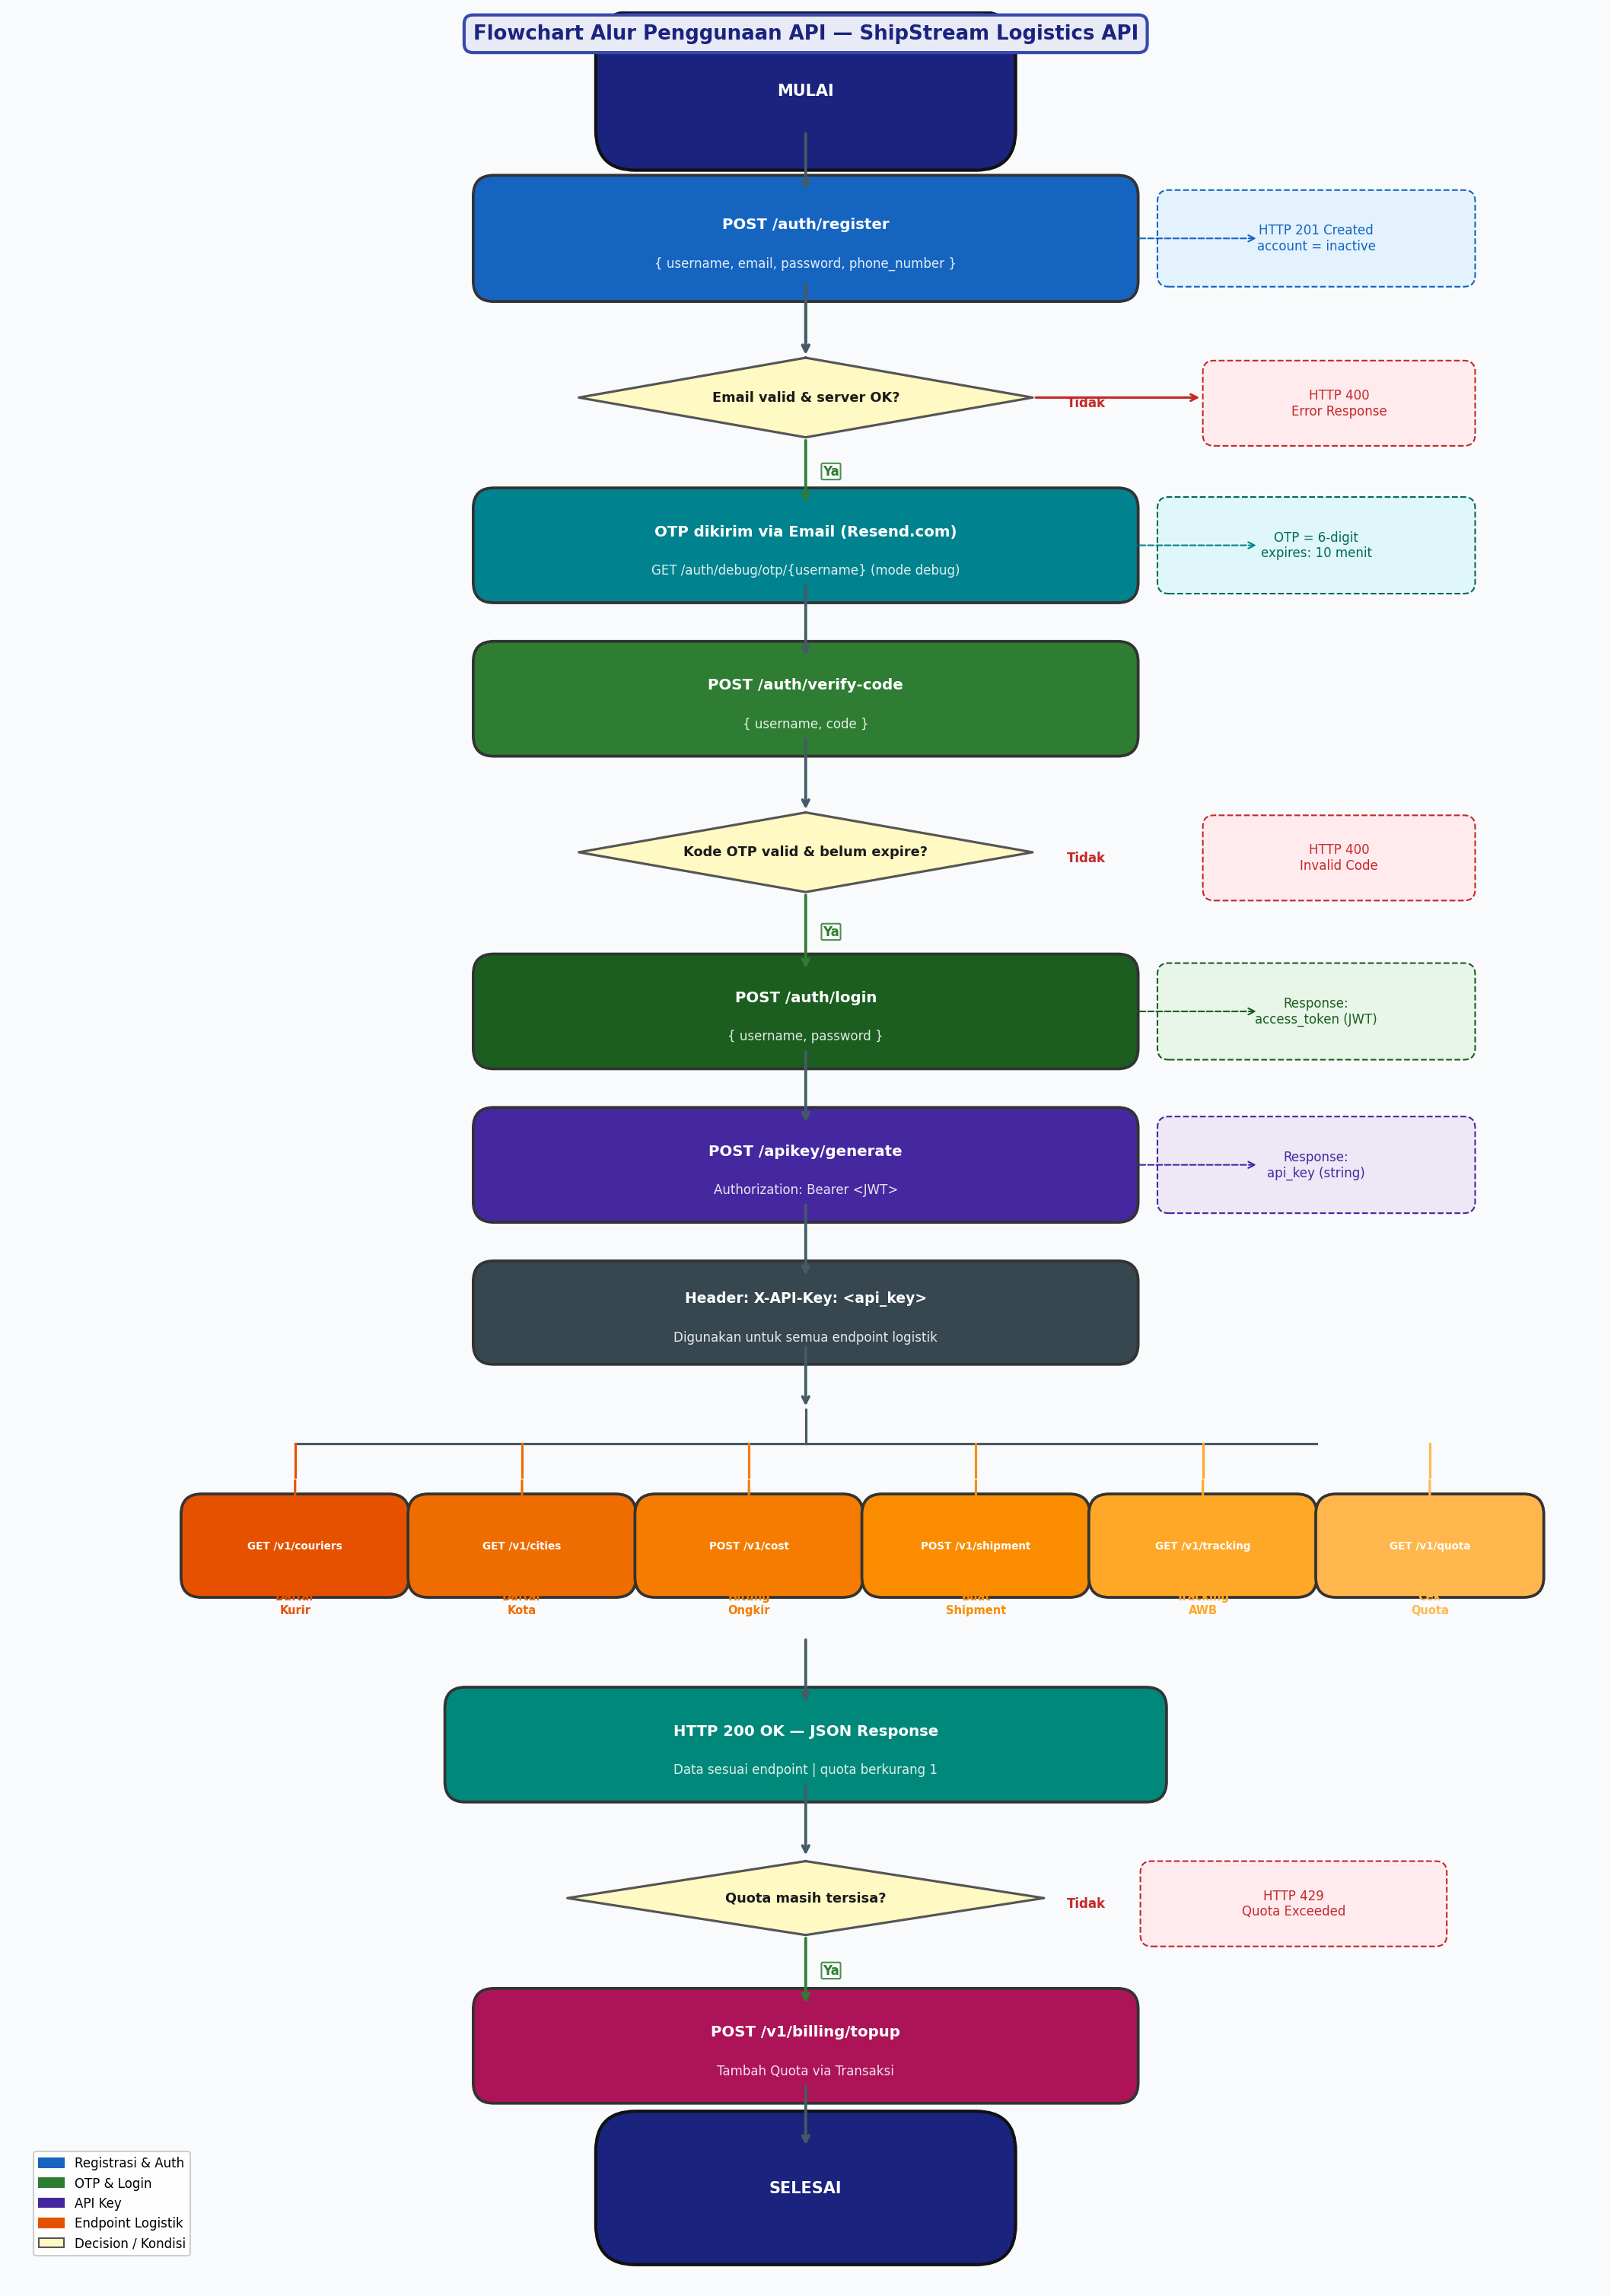 Flowchart Alur Penggunaan API — ShipStream Logistics API
MULAI
POST /auth/register
{ username, email, password, phone_number }
HTTP 201 Created
account = inactive
Email valid & server OK?
Tidak
HTTP 400
Error Response
Ya
OTP dikirim via Email (Resend.com)
GET /auth/debug/otp/{username} (mode debug)
OTP = 6-digit
expires: 10 menit
POST /auth/verify-code
{ username, code }
Kode OTP valid & belum expire?
Tidak
HTTP 400
Invalid Code
Ya
POST /auth/login
{ username, password }
Response:
access_token (JWT)
POST /apikey/generate
Authorization: Bearer <JWT>
Response:
api_key (string)
Header: X-API-Key: <api_key>
Digunakan untuk semua endpoint logistik
GET /v1/couriers
GET /v1/cities
POST /v1/cost
POST /v1/shipment
GET /v1/tracking
GET /v1/quota
Kurir
Kota
Ongkir
Shipment
AWB
Quota
HTTP 200 OK — JSON Response
Data sesuai endpoint | quota berkurang 1
Quota masih tersisa?
Tidak
HTTP 429
Quota Exceeded
Ya
POST /v1/billing/topup
Tambah Quota via Transaksi
SELESAI
Registrasi & Auth
OTP & Login
API Key
Endpoint Logistik
Decision / Kondisi